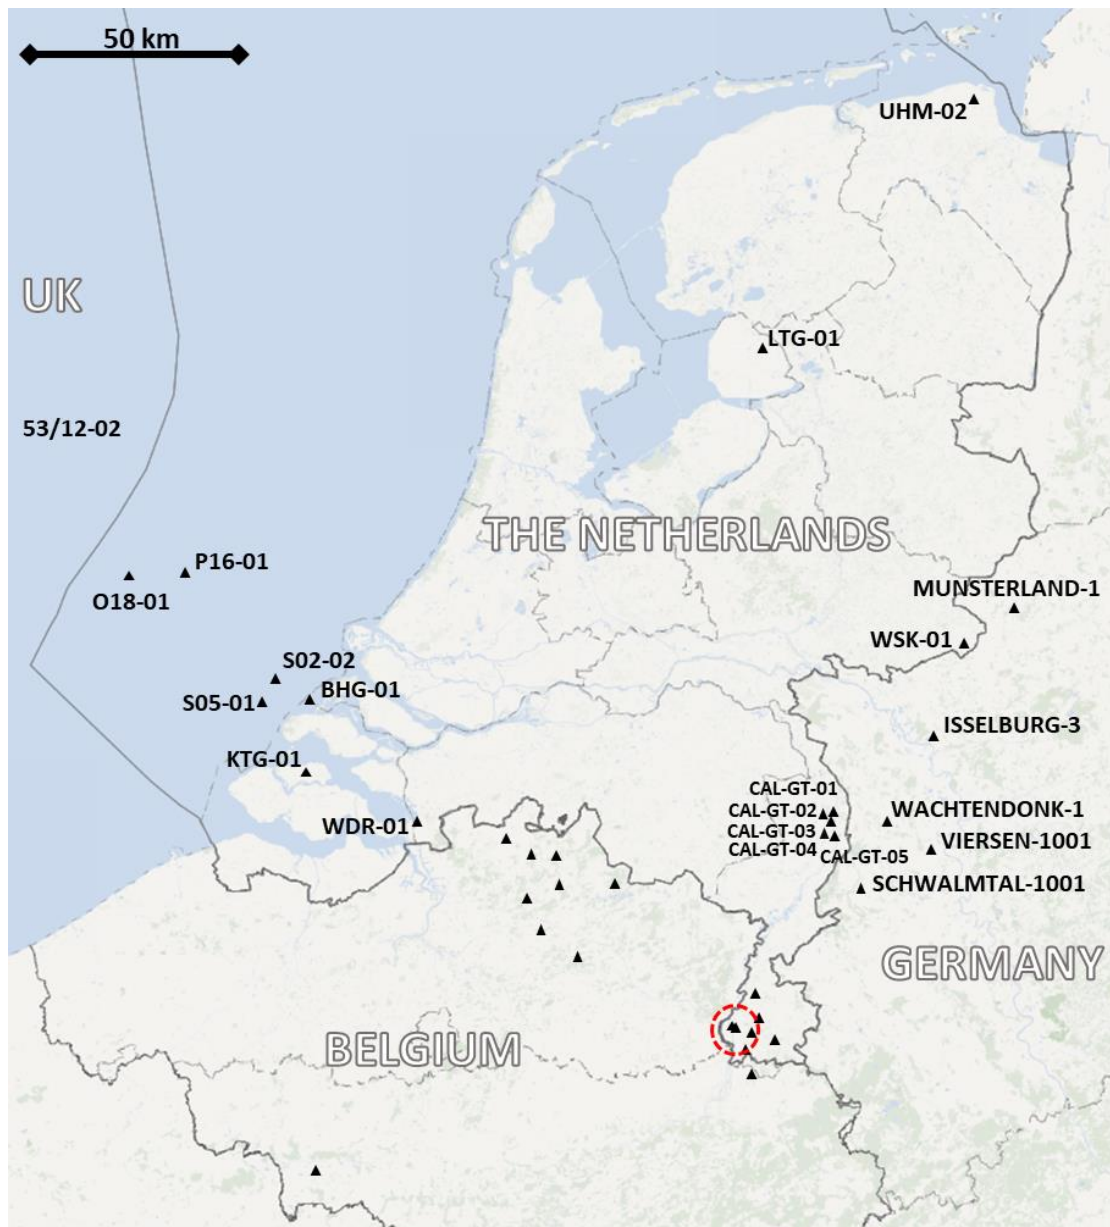 50 km
UHM-02
UK
LTG-01
53/12-02
THE NETHERLANDS
P16-01
O18-01
MUNSTERLAND-1
WSK-01
S02-02
S05-01
BHG-01
ISSELBURG-3
KTG-01
CAL-GT-01
CAL-GT-02
WACHTENDONK-1
WDR-01
CAL-GT-03
CAL-GT-04
CAL-GT-05
VIERSEN-1001
SCHWALMTAL-1001
GERMANY
BELGIUM